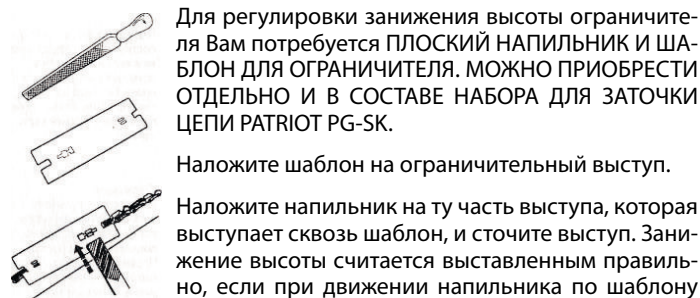 Для регулировки занижения высоты ограничите-
ля Вам потребуется ПЛОСКИЙ НАПИЛЬНИК И ША-
БЛОН ДЛЯ ОГРАНИЧИТЕЛЯ. МОЖНО ПРИОБРЕСТИ
ОТДЕЛЬНО И В СОСТАВЕ НАБОРА ДЛЯ ЗАТОЧКИ
ЦЕПИ PATRIOT PG-SK.
Наложите шаблон на ограничительный выступ.
Наложите напильник на ту часть выступа, которая
выступает сквозь шаблон, и сточите выступ. Зани-
жение высоты считается выставленным правиль-
но, если при движении напильника по шаблону